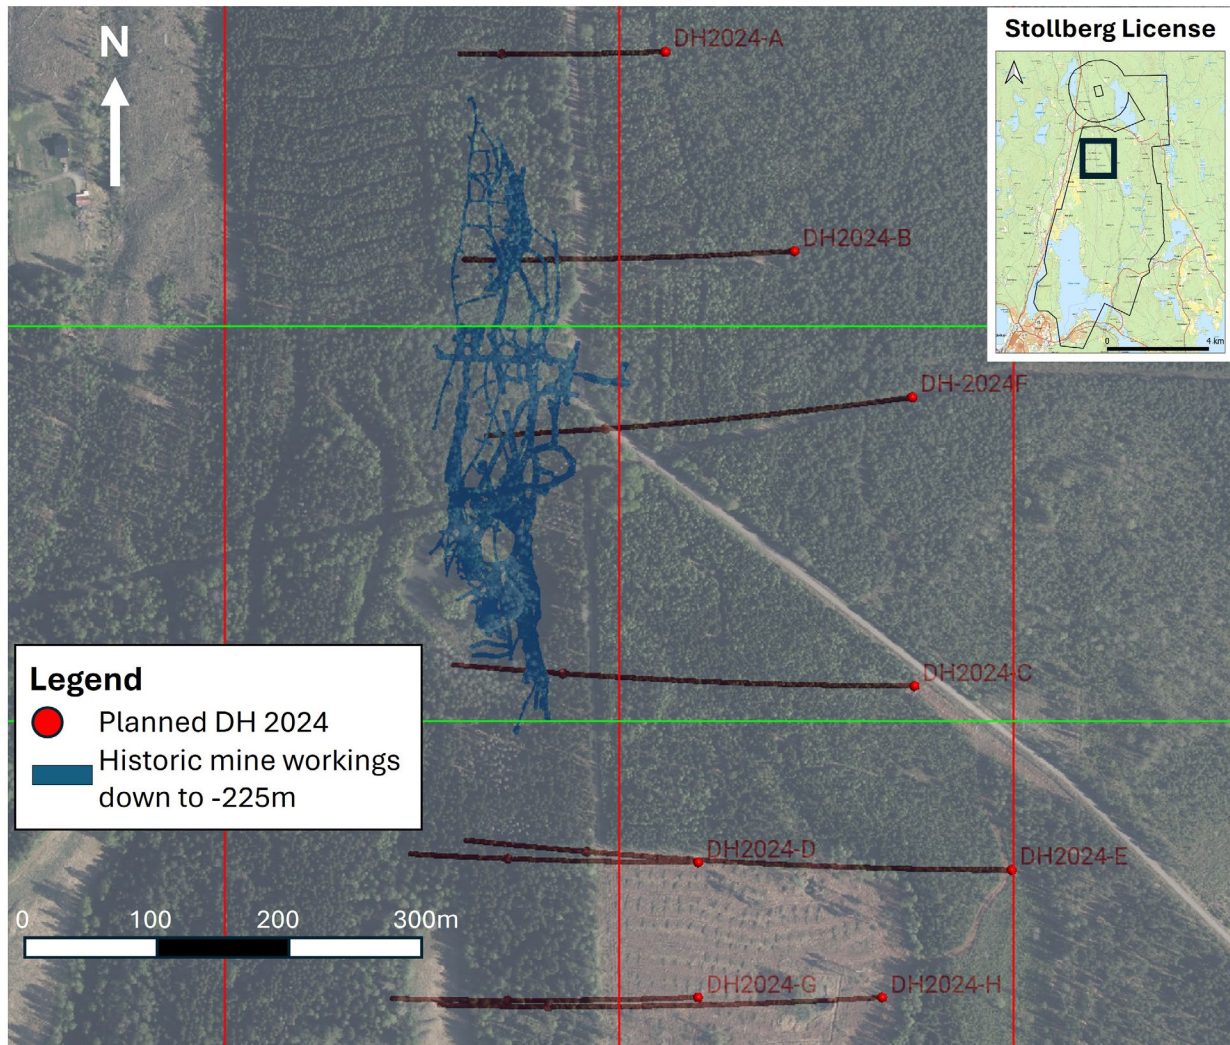 Stollberg License
N
DH2024-A
DH2024-B
0
4 km
DH-2024F
DH2024-C
Legend
Planned DH 2024
Historic mine workings
down to -225m
DH2024-D
DH2024-E
0
100
200
300m
DH2024-G
DH2024-H